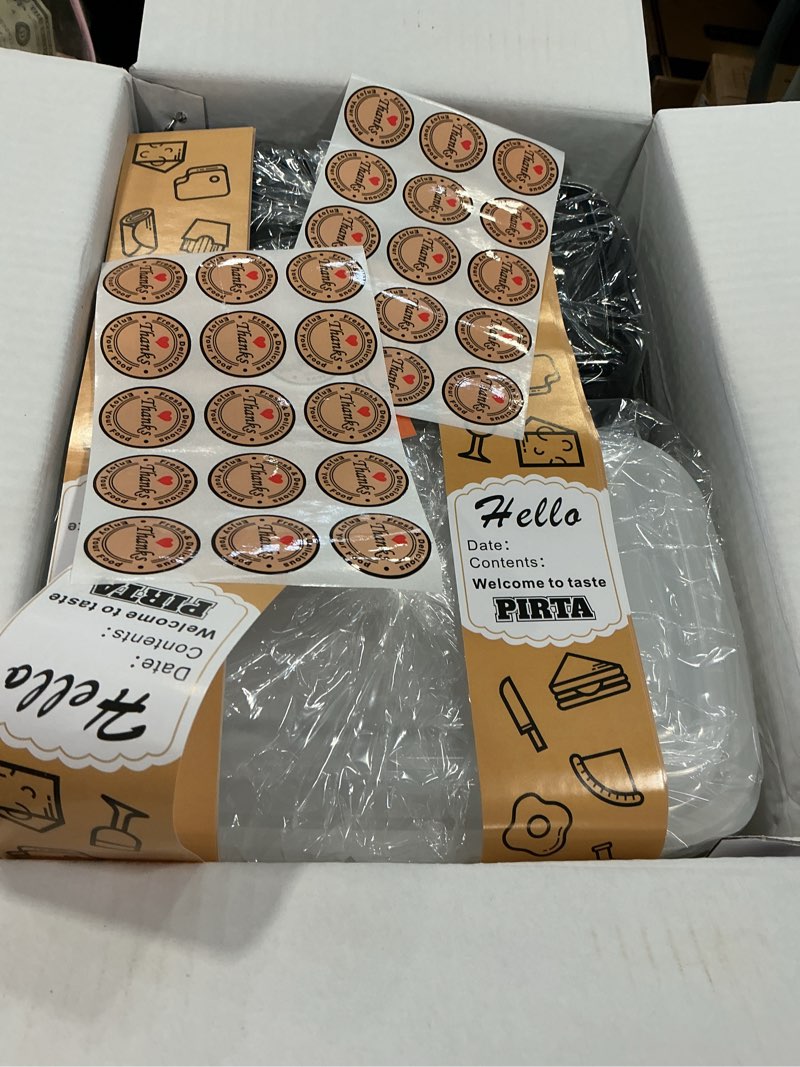 Fresh & Delicious
Thanks
Enjoy Your Food
Hello
Date:
Contents:
Welcome to taste
PIRTA
Hello
Date:
Contents:
Welcome to taste
PIRTA